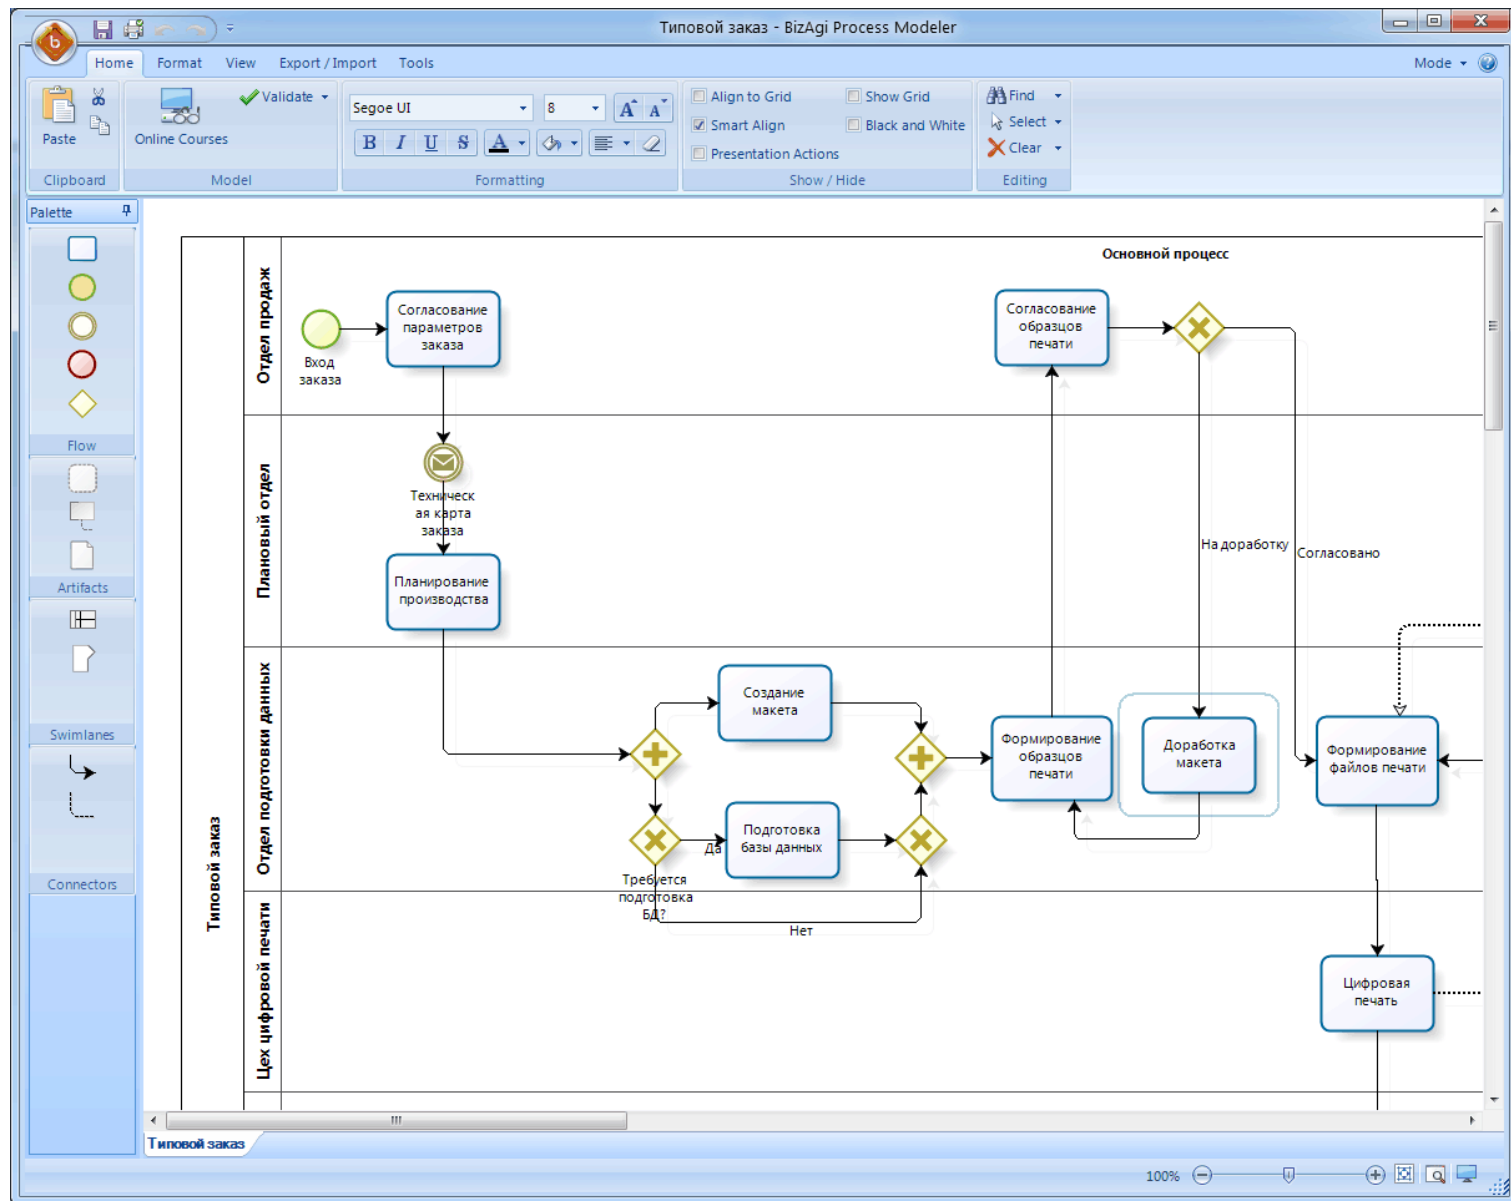 Типовой заказ - BizAgi Process Modeler
Home Format View Export / Import Tools Mode
Paste
Clipboard
Online Courses
Validate
Model
Segoe UI 8
B I U S A
Formatting
Align to Grid
Smart Align
Presentation Actions
Show Grid
Black and White
Show / Hide
Find
Select
Clear
Editing
Palette
Flow
Artifacts
Swimlanes
Connectors
Типовой заказ
Основной процесс
Отдел продаж
Вход
заказа
Согласование
параметров
заказа
Согласование
образцов
печати
Плановый отдел
Техническ
ая карта
заказа
Планирование
производства
На доработку
Согласовано
Отдел подготовки данных
Создание
макета
Да
Подготовка
базы данных
Требуется
подготовка
БД?
Нет
Формирование
образцов
печати
Доработка
макета
Формирование
файлов печати
Цех цифровой печати
Цифровая
печать
Типовой заказ
100%